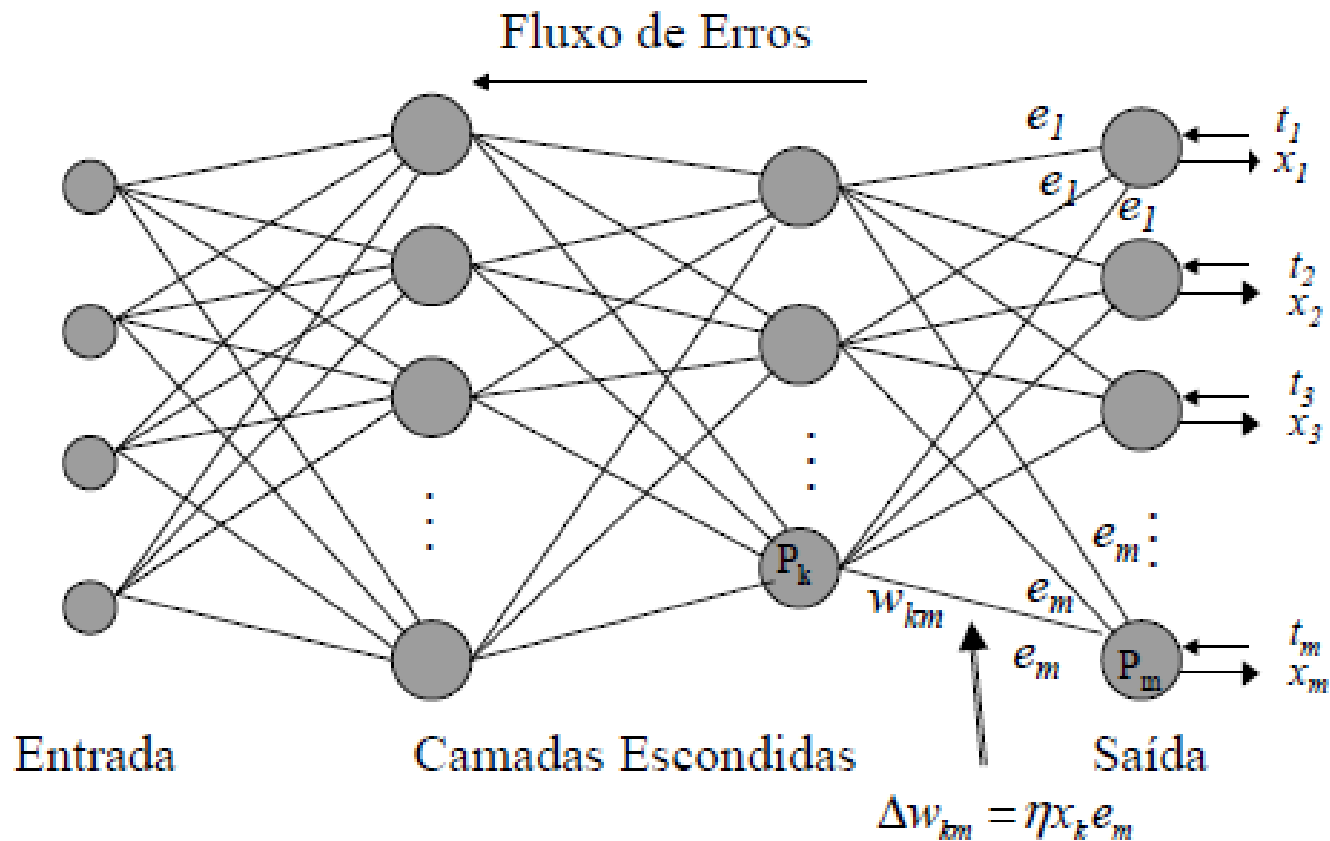 Fluxo de Erros
e₁
t₁
x₁
e₁
e₁
t₂
x₂
t₃
x₃
eₘ
Pₖ
wₖₘ
eₘ
eₘ
Pₘ
tₘ
xₘ
Entrada
Camadas Escondidas
Saída
Δwₖₘ = ηxₖeₘ